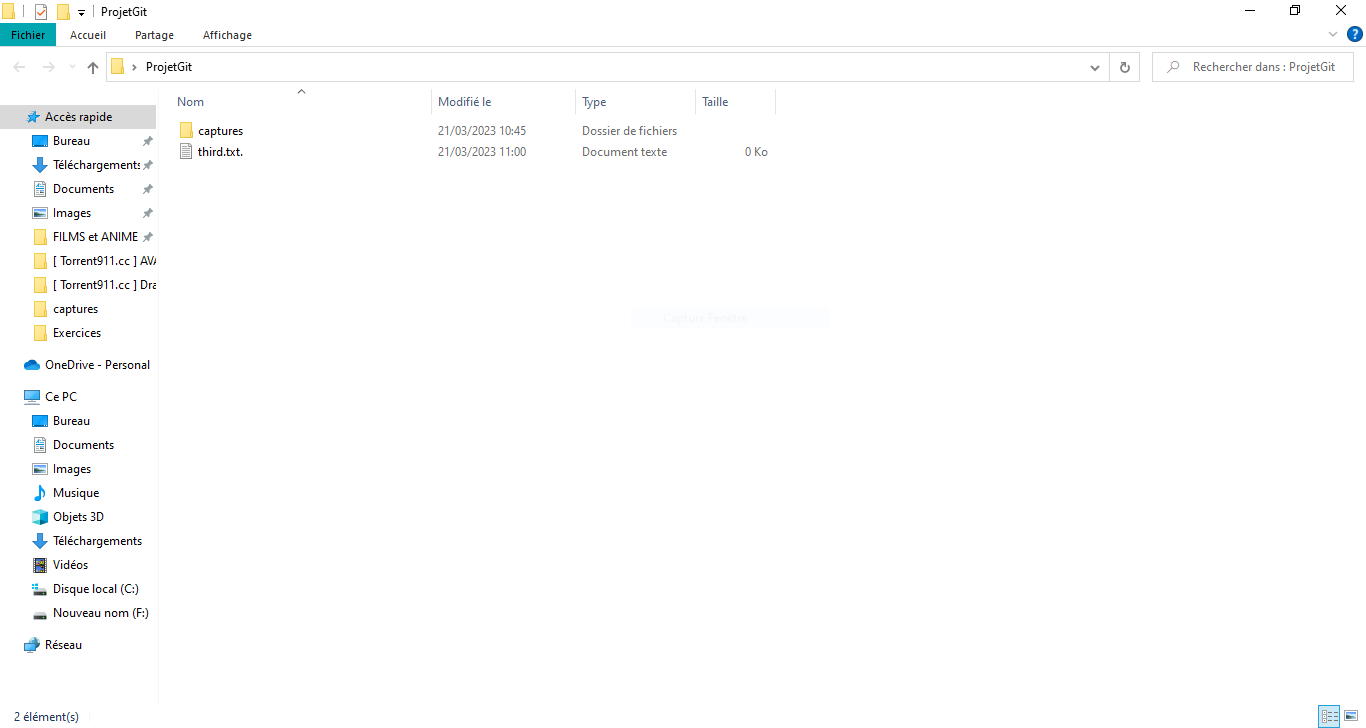 ProjetGit
Fichier Accueil Partage Affichage ?
ProjetGit
Rechercher dans : ProjetGit
Nom Modifié le Type Taille
captures 21/03/2023 10:45 Dossier de fichiers
third.txt. 21/03/2023 11:00 Document texte 0 Ko
Accès rapide
Bureau
Téléchargements
Documents
Images
FILMS et ANIME
[ Torrent911.cc ] AVA
[ Torrent911.cc ] Dra
captures
Exercices
OneDrive - Personal
Ce PC
Bureau
Documents
Images
Musique
Objets 3D
Téléchargements
Vidéos
Disque local (C:)
Nouveau nom (F:)
Réseau
Capture Fenêtre
2 élément(s)